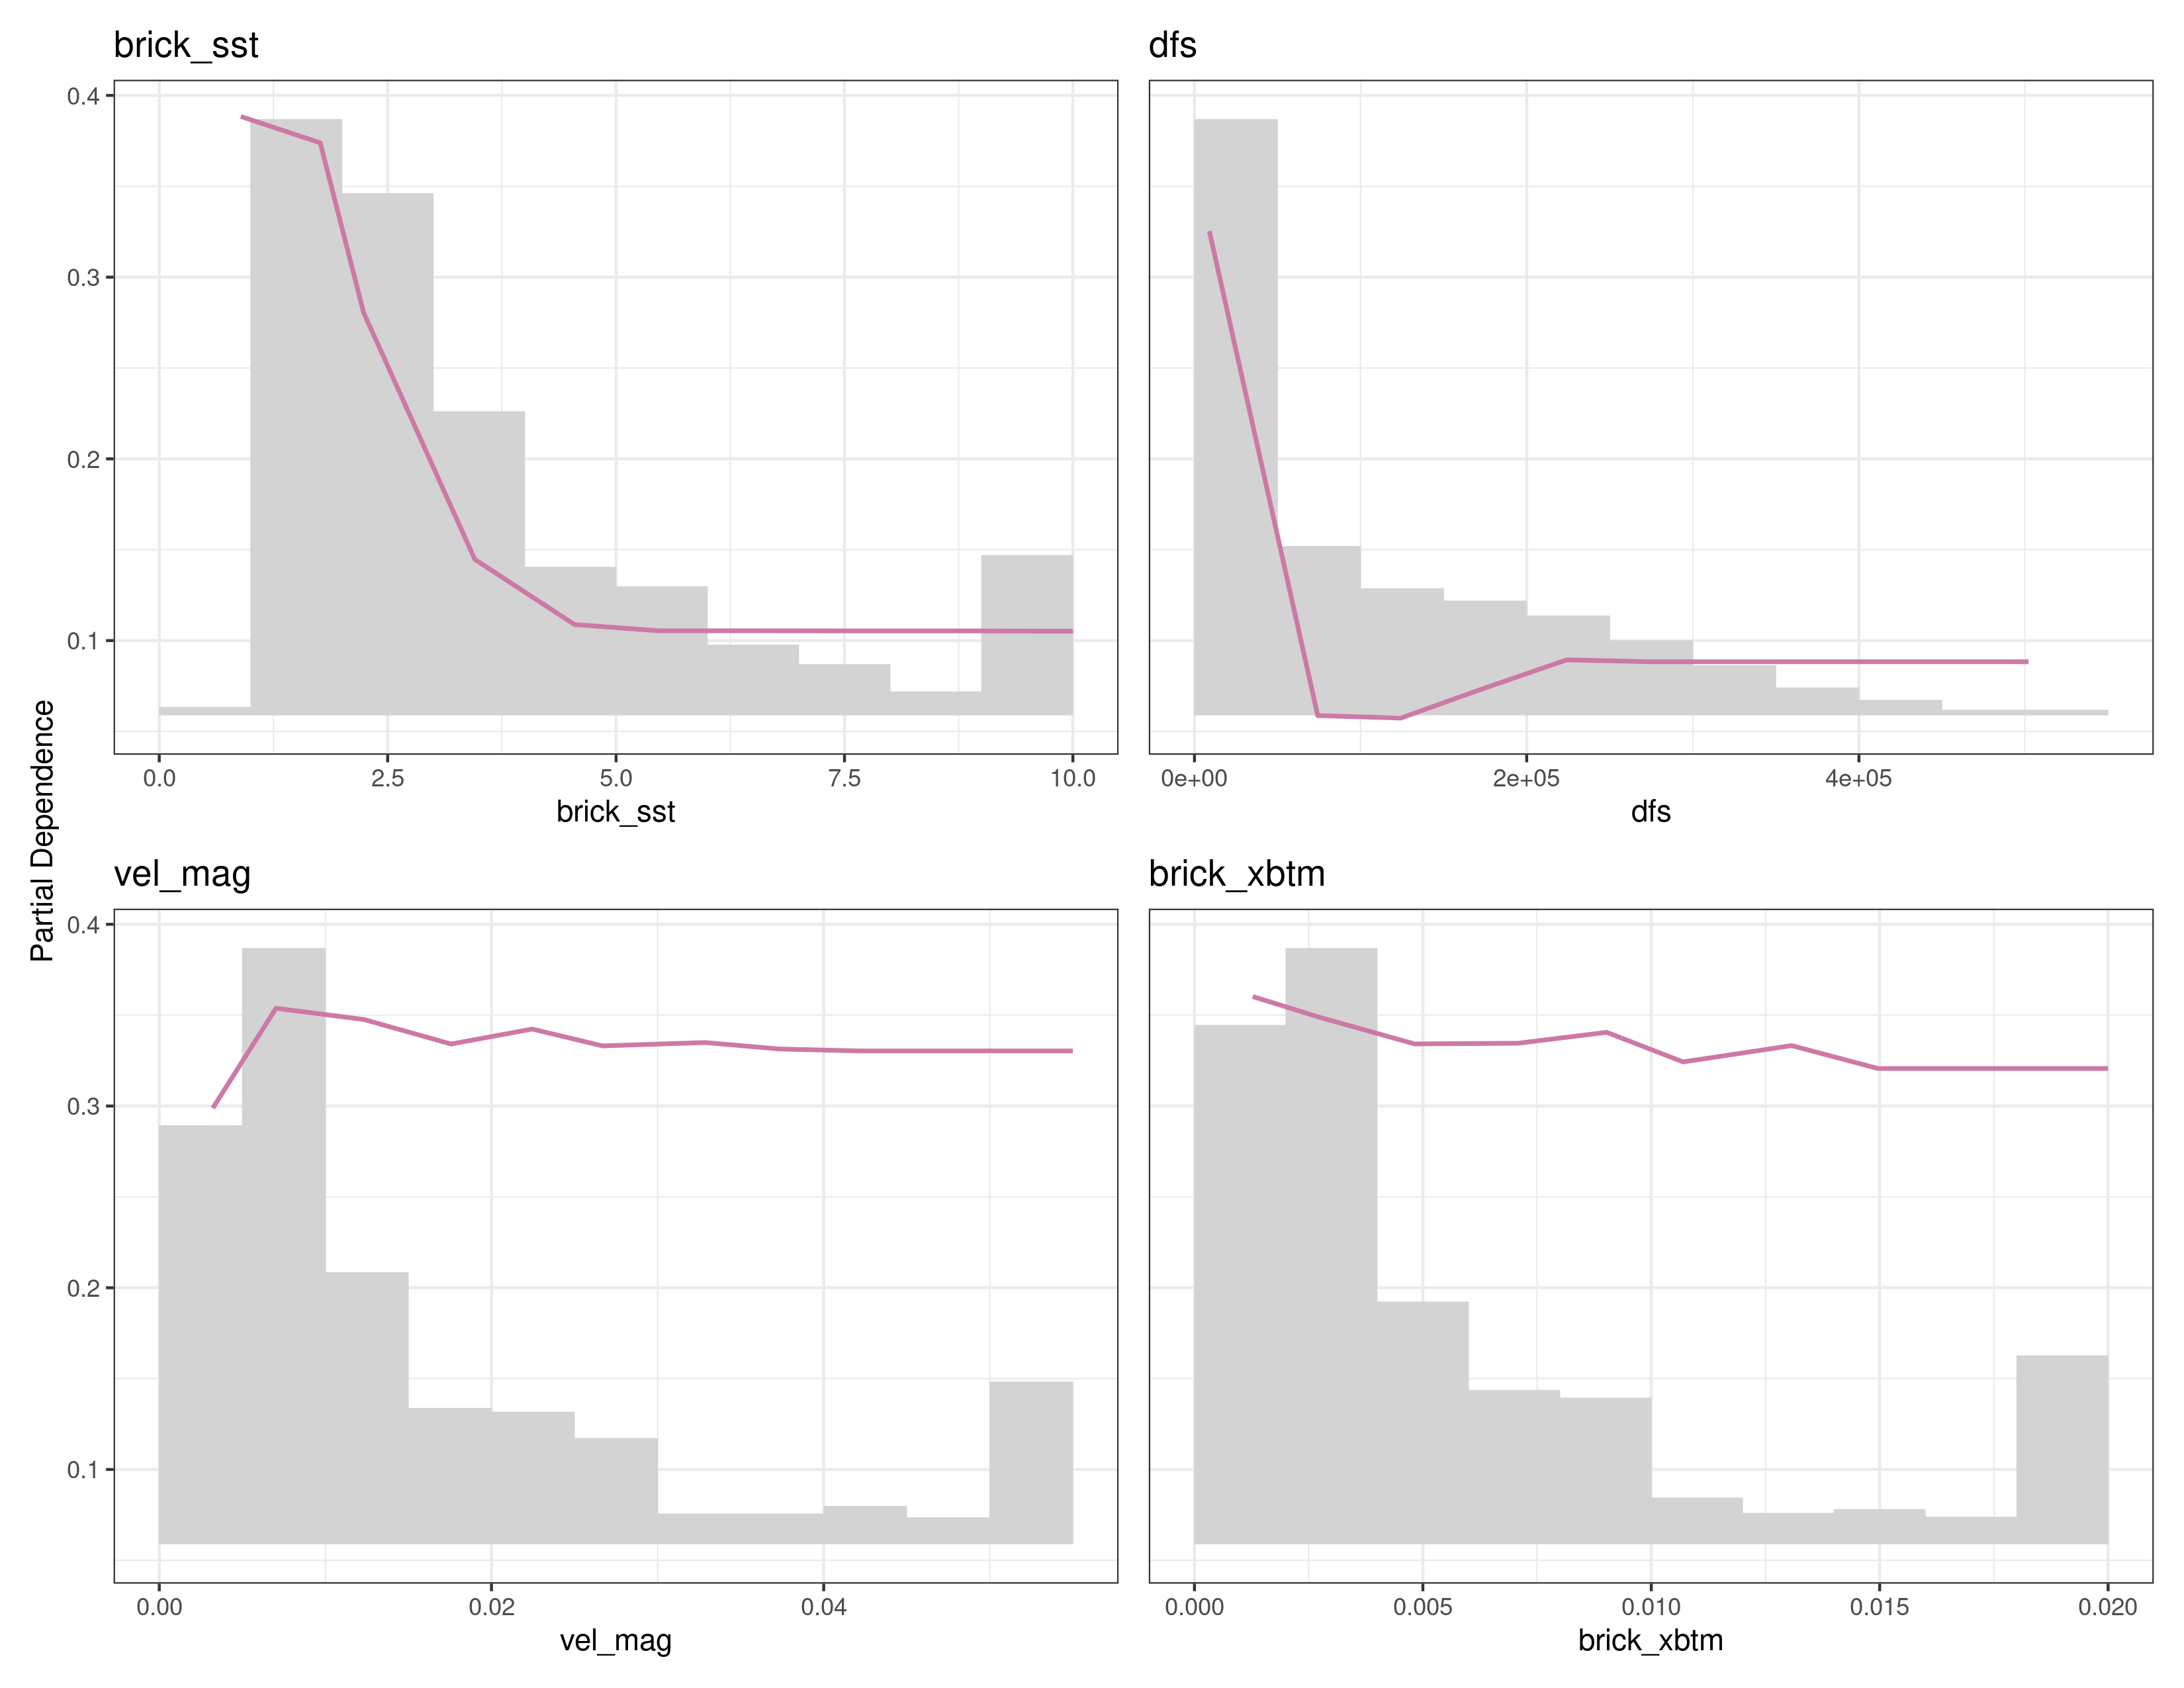 brick_sst
dfs
0.4
0.3
0.2
0.1
0.0
2.5
5.0
7.5
10.0
0e+00
2e+05
4e+05
brick_sst
dfs
Partial Dependence
vel_mag
brick_xbtm
0.4
0.3
0.2
0.1
0.00
0.02
0.04
0.000
0.005
0.010
0.015
0.020
vel_mag
brick_xbtm